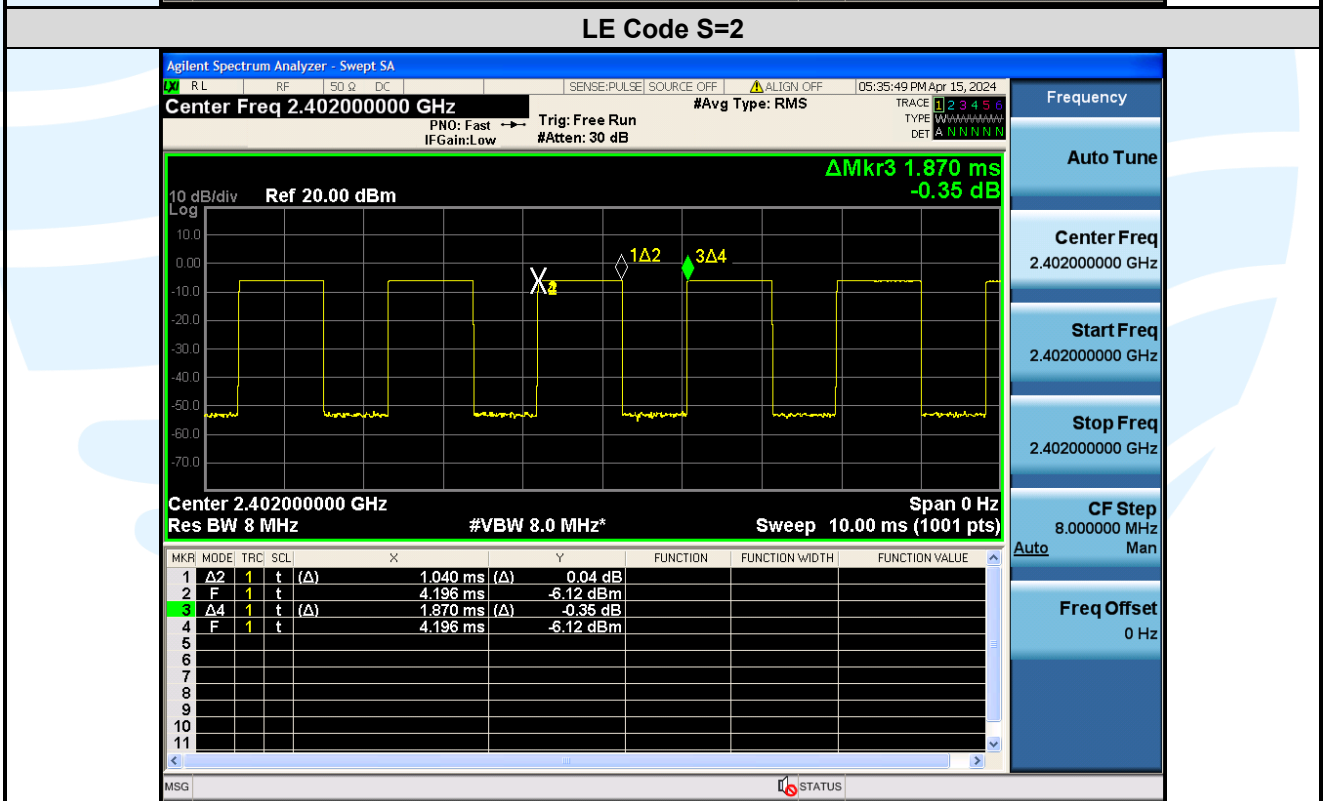 LE Code S=2
Agilent Spectrum Analyzer - Swept SA
LXI RL RF 50 Ω DC SENSE:PULSE SOURCE OFF ALIGN OFF 05:35:49 PM Apr 15, 2024
Center Freq 2.402000000 GHz #Avg Type: RMS TRACE 1 2 3 4 5 6
PNO: Fast Trig: Free Run TYPE WWWWWW
IFGain:Low #Atten: 30 dB DET A N N N N N
ΔMkr3 1.870 ms
-0.35 dB
10 dB/div Ref 20.00 dBm
Log
10.0
0.00
-10.0
-20.0
-30.0
-40.0
-50.0
-60.0
-70.0
1Δ2 3Δ4
Center 2.402000000 GHz Span 0 Hz
Res BW 8 MHz #VBW 8.0 MHz* Sweep 10.00 ms (1001 pts)
MKR MODE TRC SCL X Y FUNCTION FUNCTION WIDTH FUNCTION VALUE
1 Δ2 1 t (Δ) 1.040 ms (Δ) 0.04 dB
2 F 1 t 4.196 ms -6.12 dBm
3 Δ4 1 t (Δ) 1.870 ms (Δ) -0.35 dB
4 F 1 t 4.196 ms -6.12 dBm
5
6
7
8
9
10
11
MSG STATUS
Frequency
Auto Tune
Center Freq
2.402000000 GHz
Start Freq
2.402000000 GHz
Stop Freq
2.402000000 GHz
CF Step
8.000000 MHz
Auto Man
Freq Offset
0 Hz